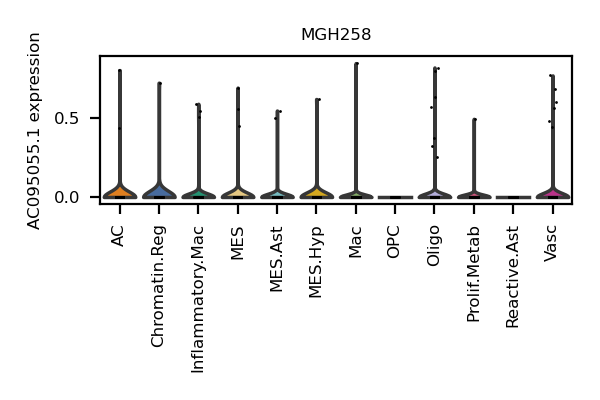 MGH258
AC095055.1 expression
0.5
0.0
AC
Chromatin.Reg
Inflammatory.Mac
MES
MES.Ast
MES.Hyp
Mac
OPC
Oligo
Prolif.Metab
Reactive.Ast
Vasc